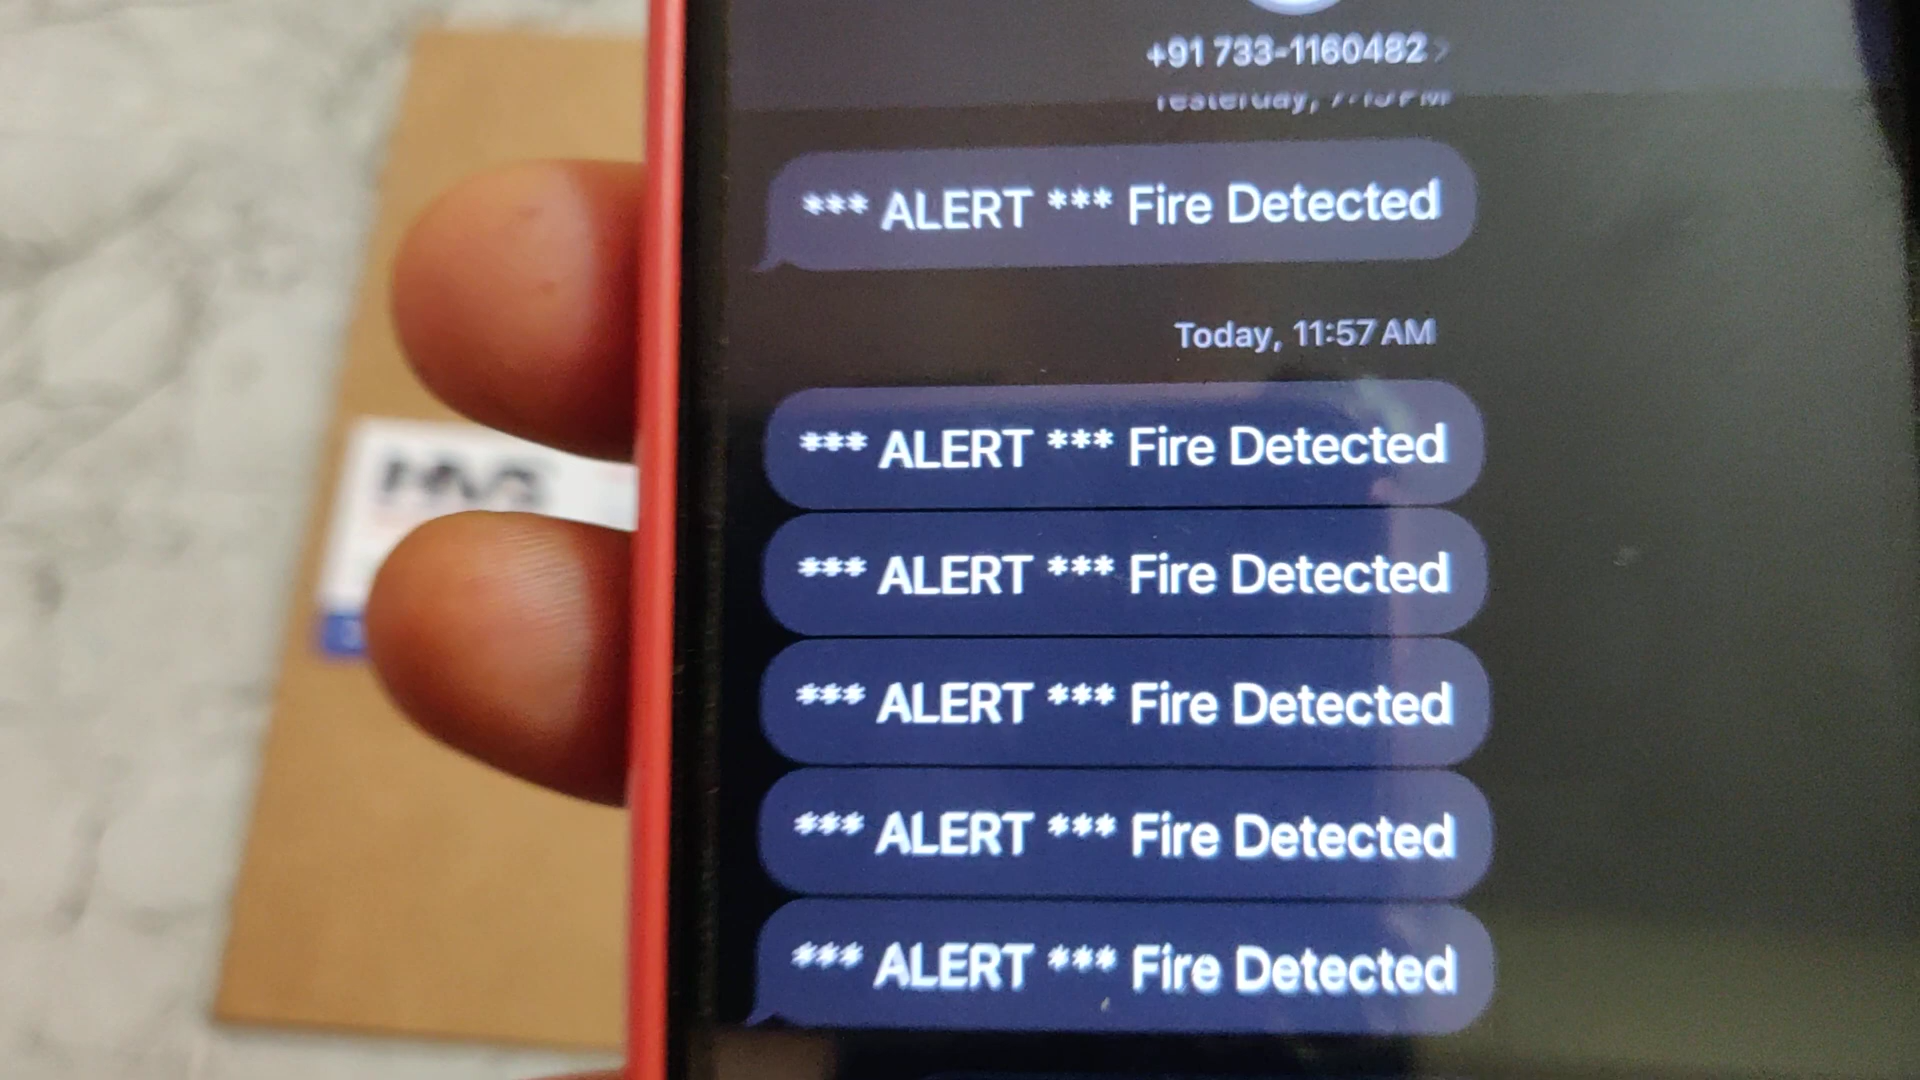 +91 733-1160482 >
Yesterday,
*** ALERT *** Fire Detected
Today, 11:57 AM
*** ALERT *** Fire Detected
*** ALERT *** Fire Detected
*** ALERT *** Fire Detected
*** ALERT *** Fire Detected
*** ALERT *** Fire Detected